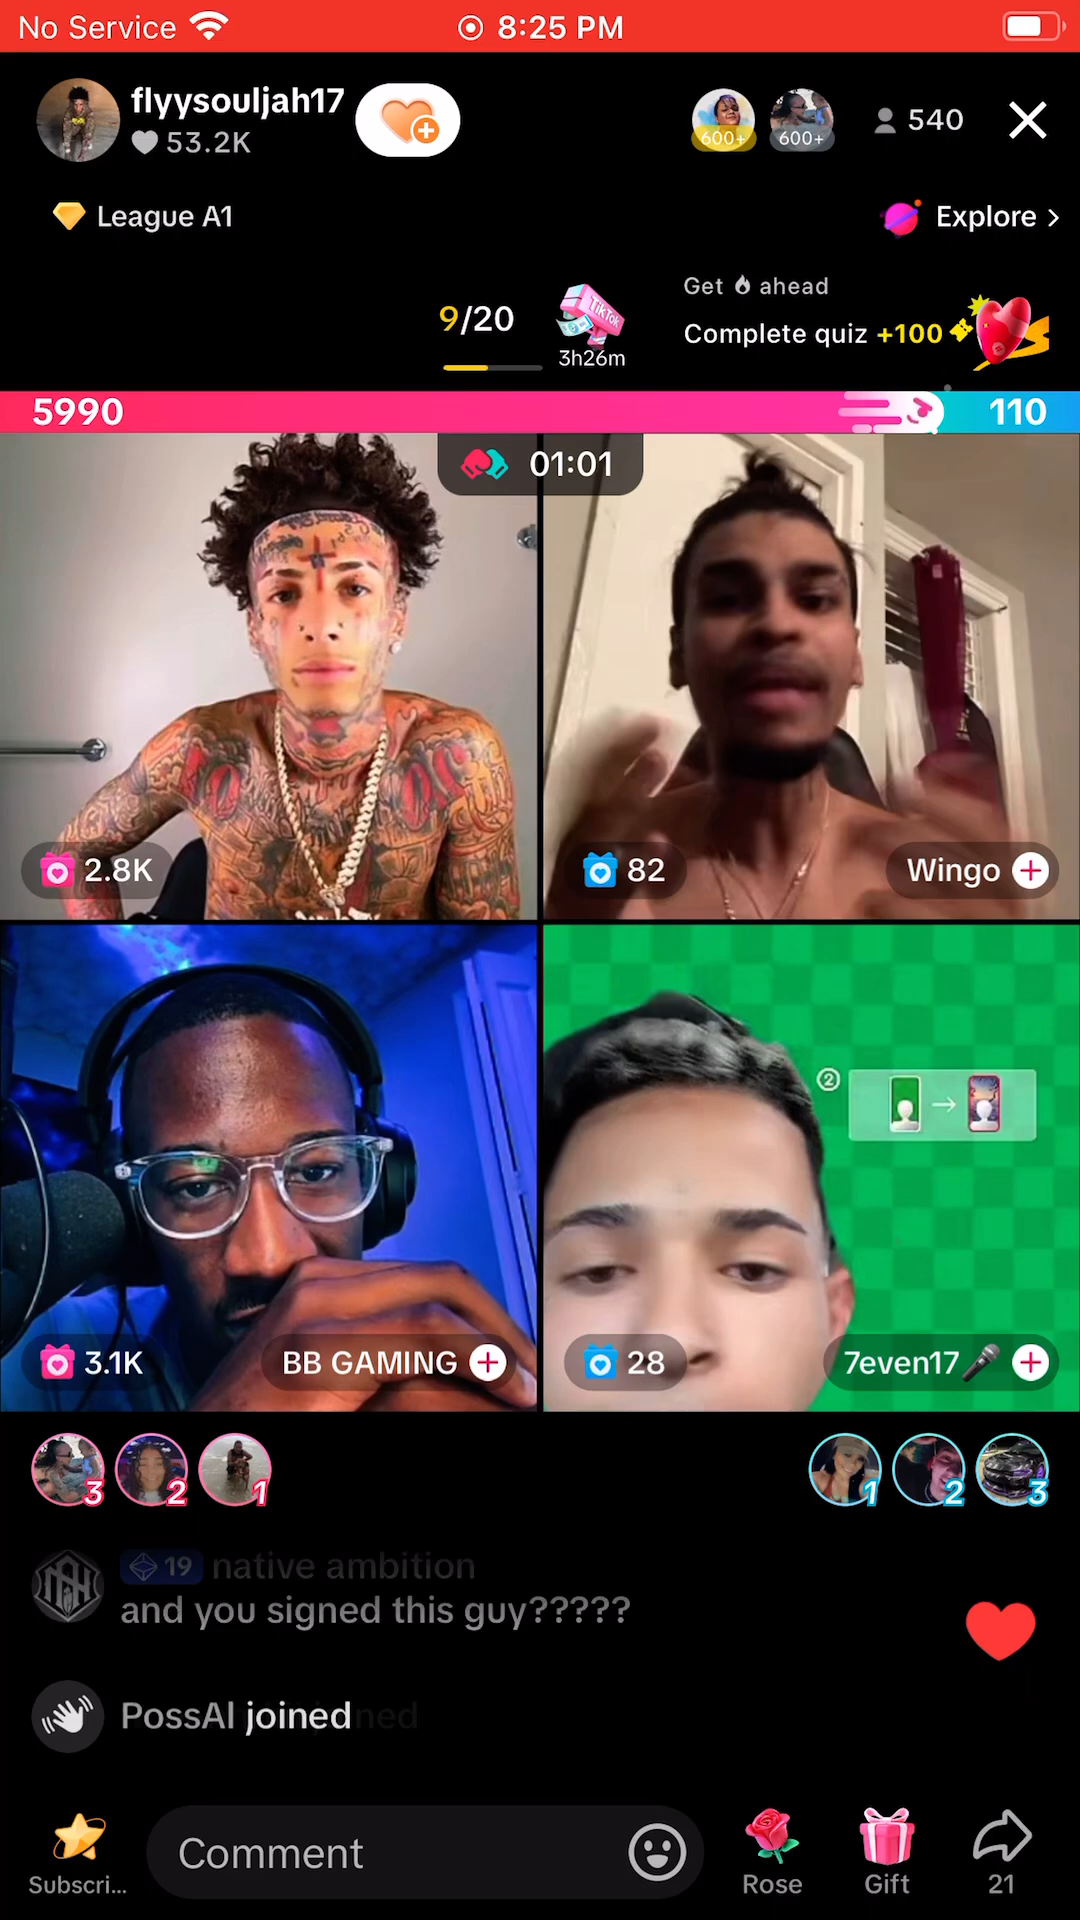 No Service 8:25 PM
flyysouljah17
53.2K
600+ 600+ 540
League A1
Explore
9/20
TikTok
3h26m
Get ahead
Complete quiz +100
5990 110
01:01
2.8K
82 Wingo
3.1K BB GAMING
②
28 7even17
3 2 1
1 2 3
19 native ambition
and you signed this guy?????
PossAl joined
Subscri...
Comment
Rose
Gift
21